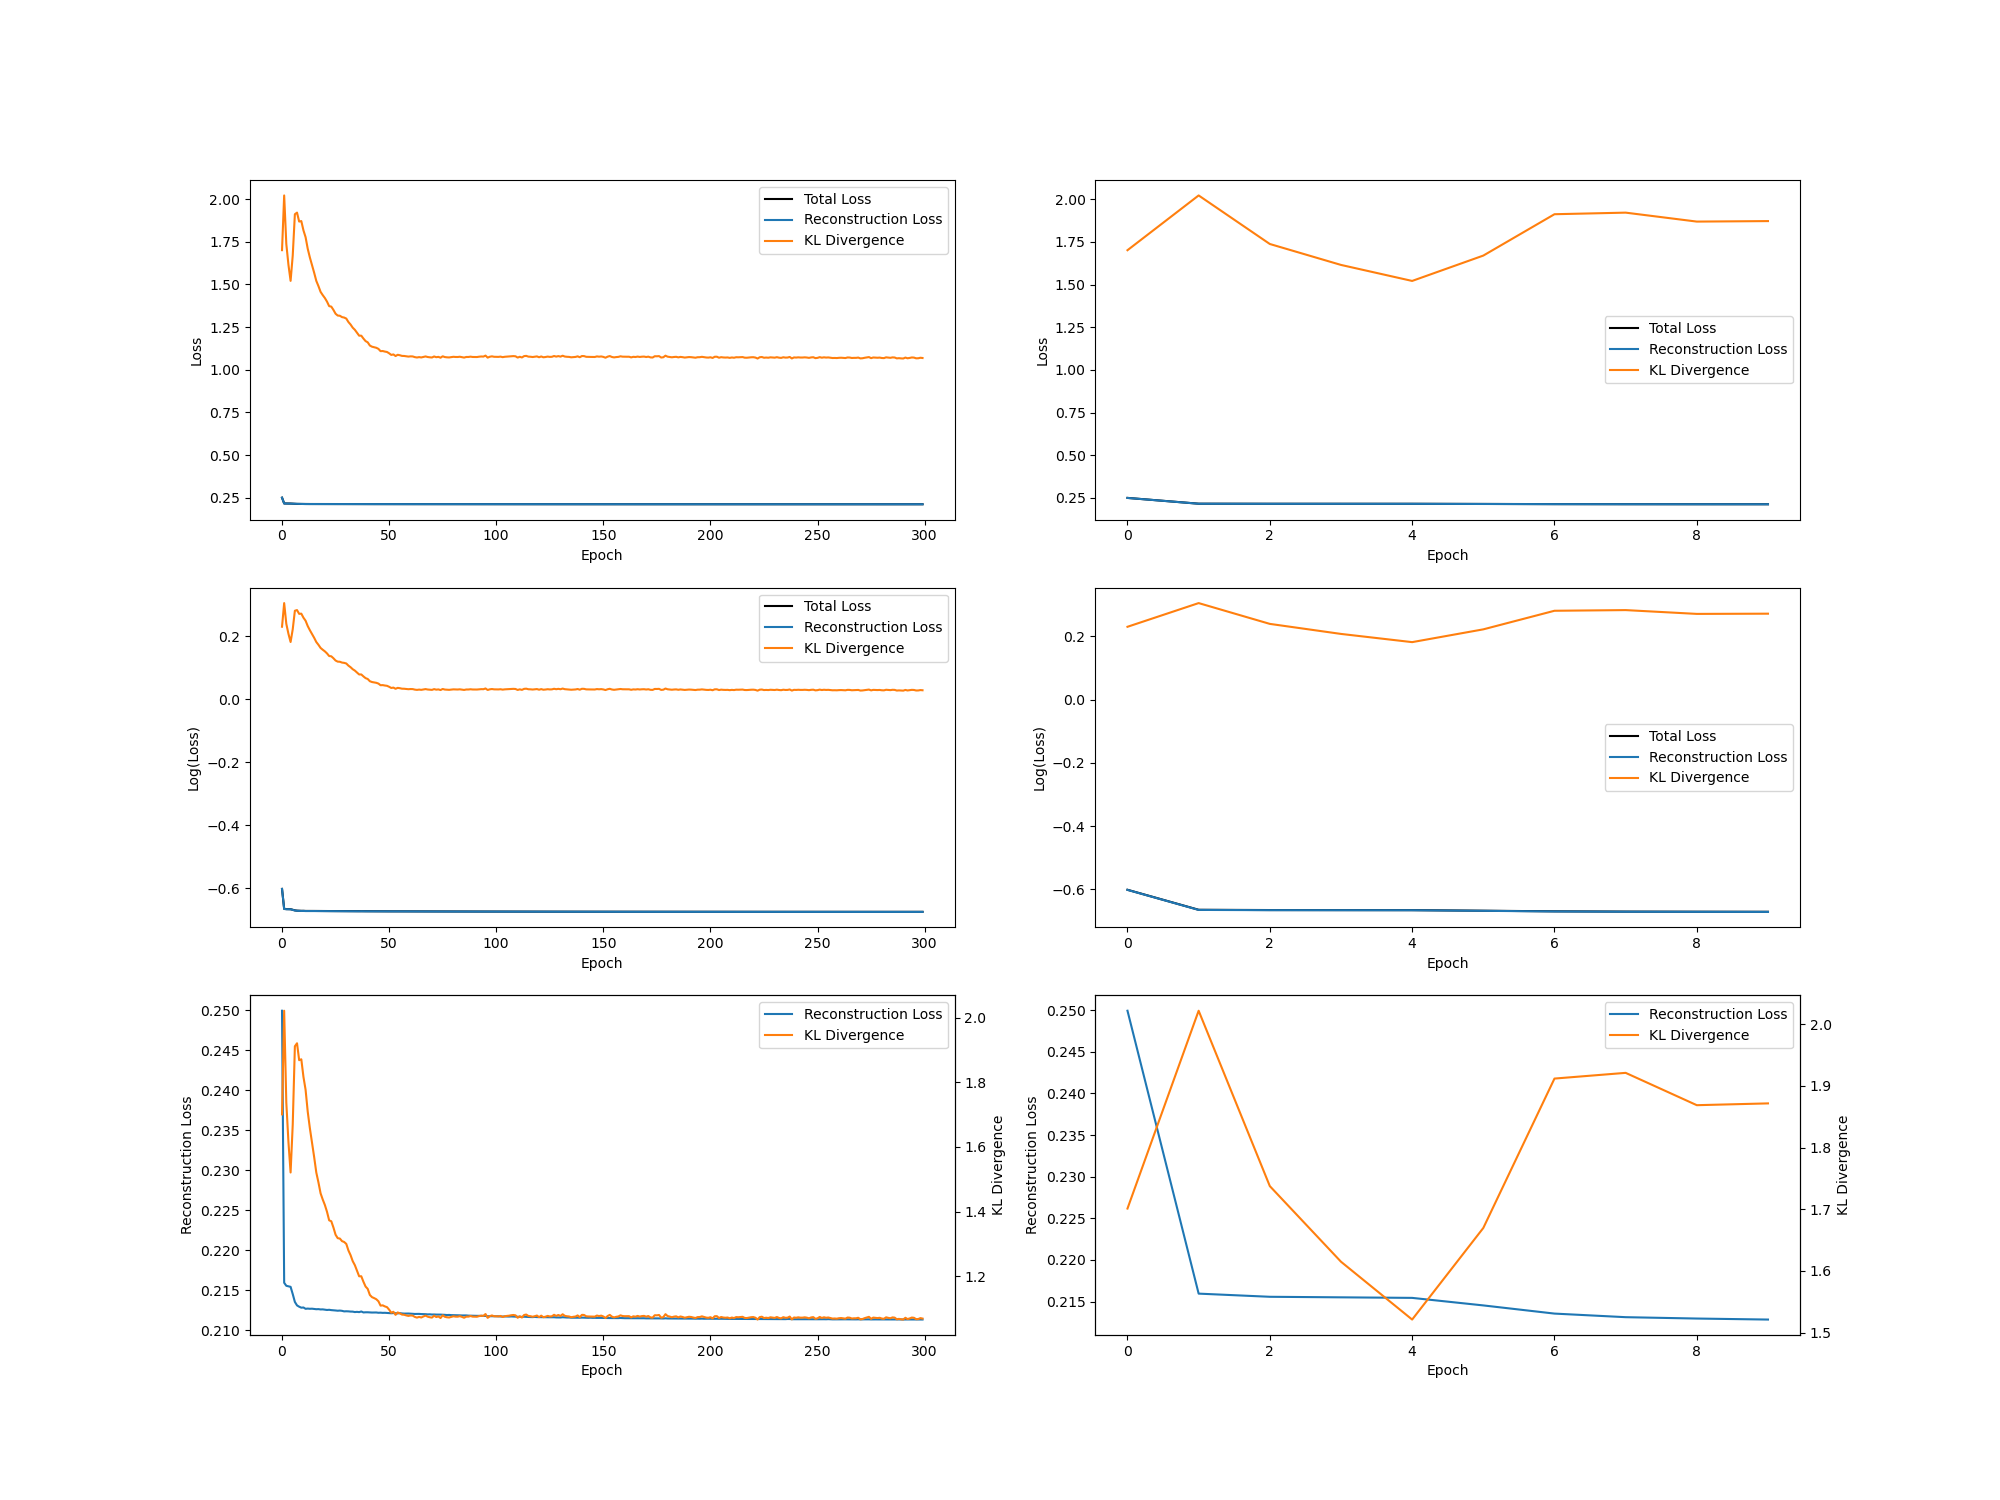 2.00
1.75
1.50
1.25
1.00
0.75
0.50
0.25
Loss
0 50 100 150 200 250 300
Epoch
Total Loss
Reconstruction Loss
KL Divergence
2.00
1.75
1.50
1.25
1.00
0.75
0.50
0.25
Loss
0 2 4 6 8
Epoch
Total Loss
Reconstruction Loss
KL Divergence
0.2
0.0
−0.2
−0.4
−0.6
Log(Loss)
0 50 100 150 200 250 300
Epoch
Total Loss
Reconstruction Loss
KL Divergence
0.2
0.0
−0.2
−0.4
−0.6
Log(Loss)
0 2 4 6 8
Epoch
Total Loss
Reconstruction Loss
KL Divergence
0.250
0.245
0.240
0.235
0.230
0.225
0.220
0.215
0.210
Reconstruction Loss
0 50 100 150 200 250 300
Epoch
Reconstruction Loss
KL Divergence
2.0
1.8
1.6
1.4
1.2
KL Divergence
0.250
0.245
0.240
0.235
0.230
0.225
0.220
0.215
Reconstruction Loss
0 2 4 6 8
Epoch
Reconstruction Loss
KL Divergence
2.0
1.9
1.8
1.7
1.6
1.5
KL Divergence